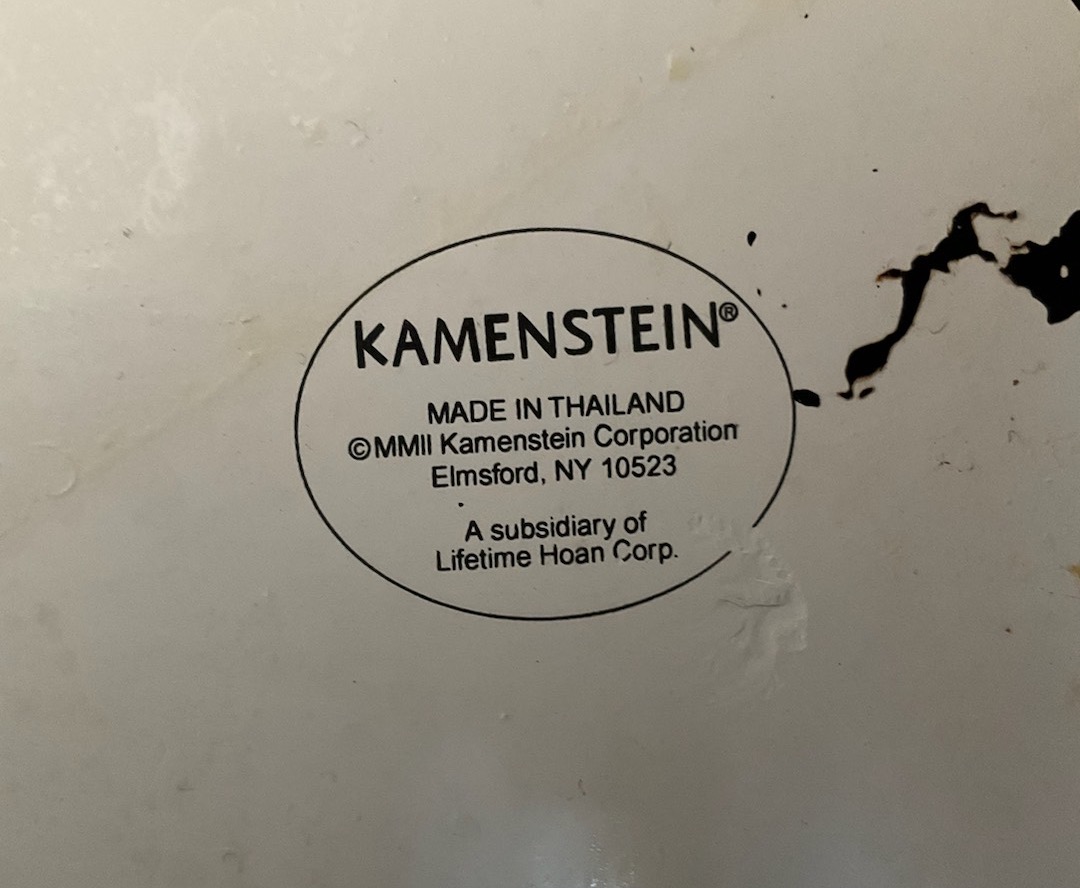 KAMENSTEIN®
MADE IN THAILAND
©MMII Kamenstein Corporation
Elmsford, NY 10523
A subsidiary of
Lifetime Hoan Corp.